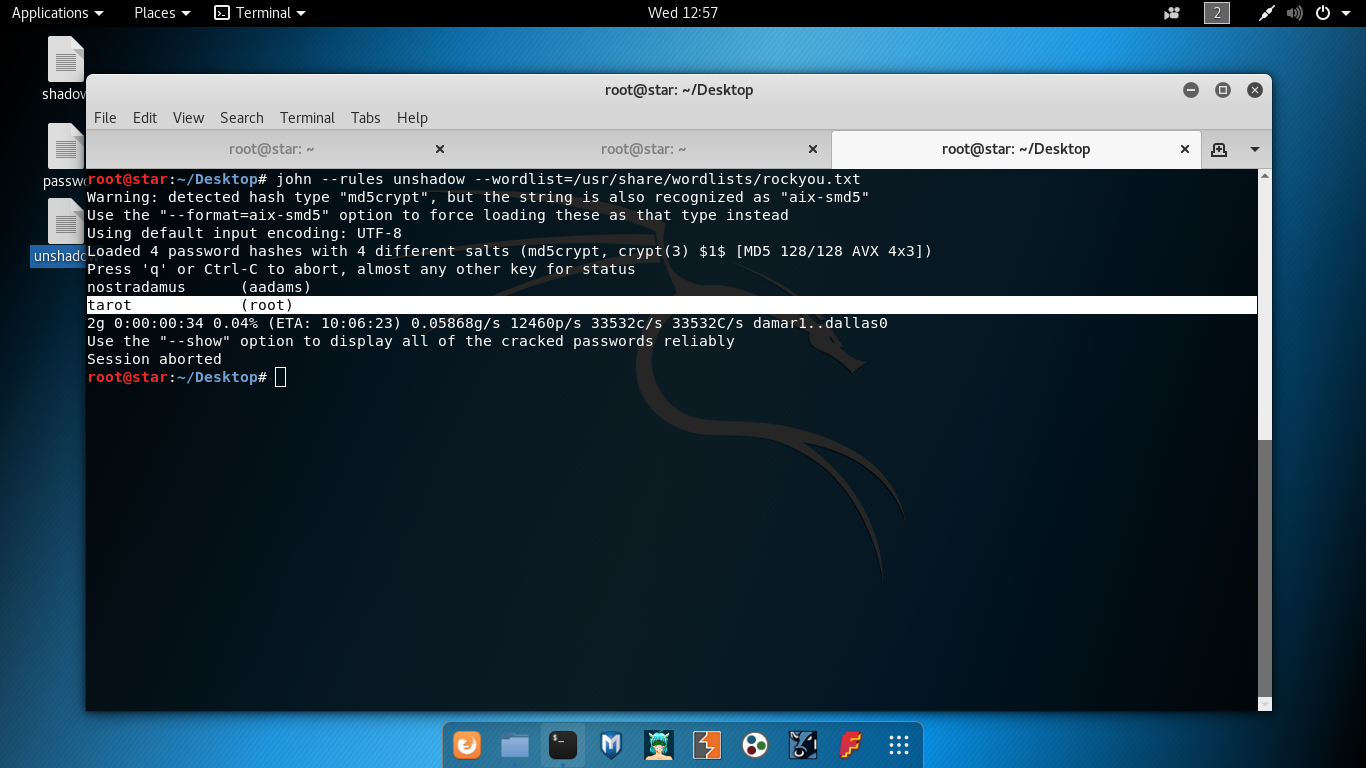 Applications Places Terminal Wed 12:57 2
shadow
passw
unshado
root@star: ~/Desktop
File Edit View Search Terminal Tabs Help
root@star: ~ root@star: ~ root@star: ~/Desktop
root@star:~/Desktop# john --rules unshadow --wordlist=/usr/share/wordlists/rockyou.txt
Warning: detected hash type "md5crypt", but the string is also recognized as "aix-smd5"
Use the "--format=aix-smd5" option to force loading these as that type instead
Using default input encoding: UTF-8
Loaded 4 password hashes with 4 different salts (md5crypt, crypt(3) $1$ [MD5 128/128 AVX 4x3])
Press 'q' or Ctrl-C to abort, almost any other key for status
nostradamus      (aadams)
tarot            (root)
2g 0:00:00:34 0.04% (ETA: 10:06:23) 0.05868g/s 12460p/s 33532c/s 33532C/s damar1..dallas0
Use the "--show" option to display all of the cracked passwords reliably
Session aborted
root@star:~/Desktop#